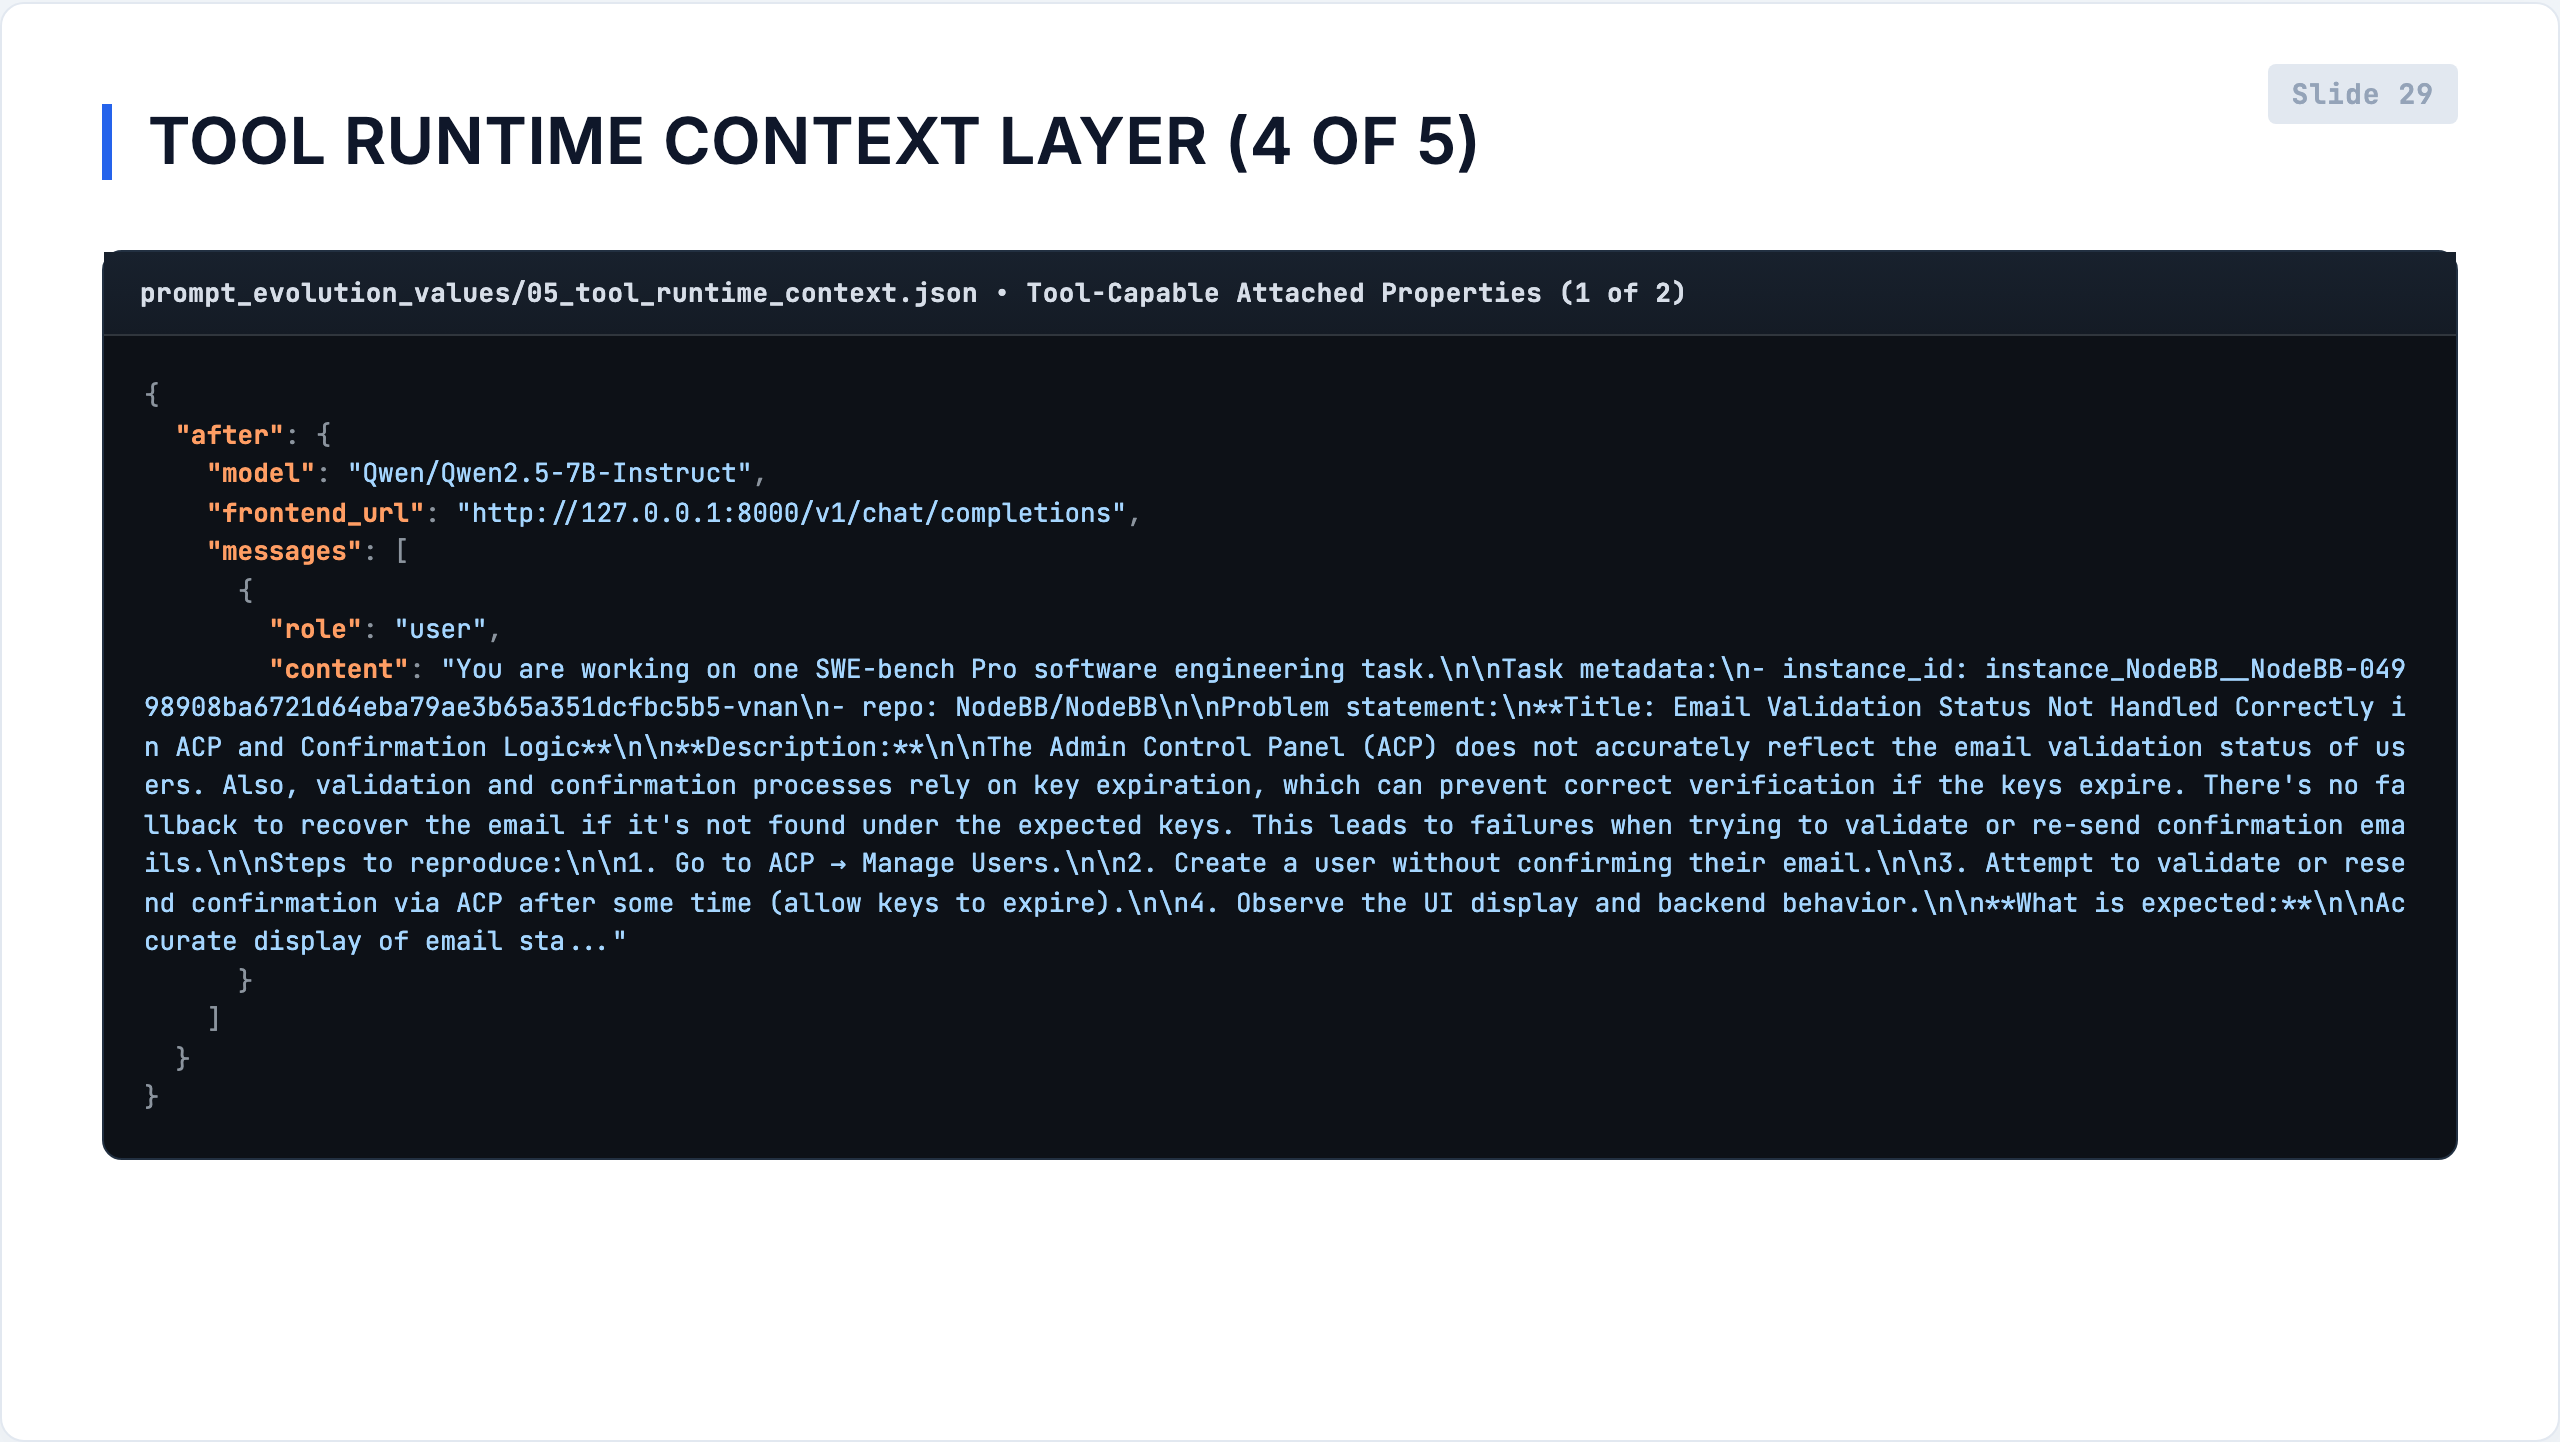 Slide 29
TOOL RUNTIME CONTEXT LAYER (4 OF 5)
prompt_evolution_values/05_tool_runtime_context.json • Tool-Capable Attached Properties (1 of 2)
{
  "after": {
    "model": "Qwen/Qwen2.5-7B-Instruct",
    "frontend_url": "http://127.0.0.1:8000/v1/chat/completions",
    "messages": [
      {
        "role": "user",
        "content": "You are working on one SWE-bench Pro software engineering task.\n\nTask metadata:\n- instance_id: instance_NodeBB__NodeBB-049
98908ba6721d64eba79ae3b65a351dcfbc5b5-vnan\n- repo: NodeBB/NodeBB\n\nProblem statement:\n**Title: Email Validation Status Not Handled Correctly i
n ACP and Confirmation Logic**\n\n**Description:**\n\nThe Admin Control Panel (ACP) does not accurately reflect the email validation status of us
ers. Also, validation and confirmation processes rely on key expiration, which can prevent correct verification if the keys expire. There's no fa
llback to recover the email if it's not found under the expected keys. This leads to failures when trying to validate or re-send confirmation ema
ils.\n\nSteps to reproduce:\n\n1. Go to ACP → Manage Users.\n\n2. Create a user without confirming their email.\n\n3. Attempt to validate or rese
nd confirmation via ACP after some time (allow keys to expire).\n\n4. Observe the UI display and backend behavior.\n\n**What is expected:**\n\nAc
curate display of email sta..."
      }
    ]
  }
}